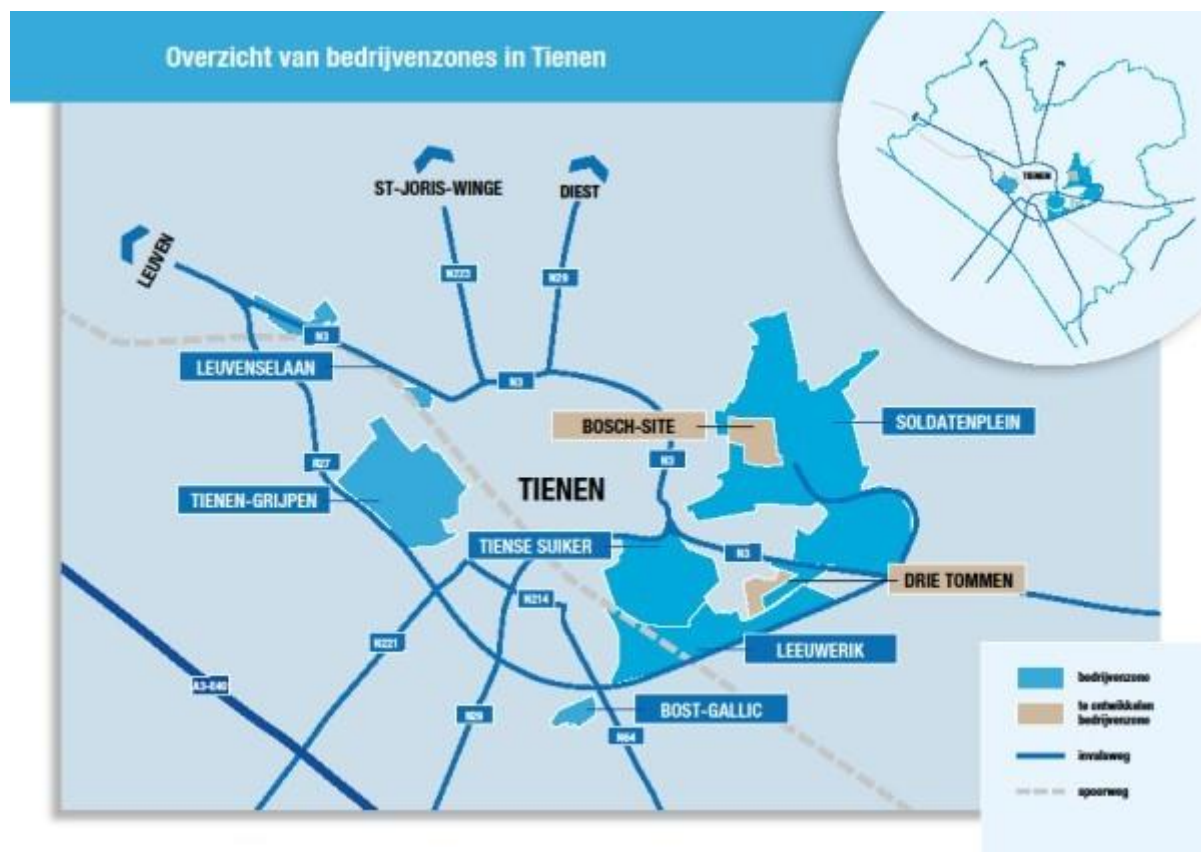 Overzicht van bedrijvenzones in Tienen
TIENEN
ST-JORIS-WINGE
DIEST
LEUVEN
N223
N29
N3
LEUVENSELAAN
N3
BOSCH-SITE
SOLDATENPLEIN
N3
N27
TIENEN
TIENEN-GRIJPEN
TIENSE SUIKER
N3
DRIE TOMMEN
N214
N221
LEEUWERIK
A3-E40
BOST-GALLIC
N29
N64
bedrijvenzone
te ontwikkelen
bedrijvenzone
invalsweg
spoorweg